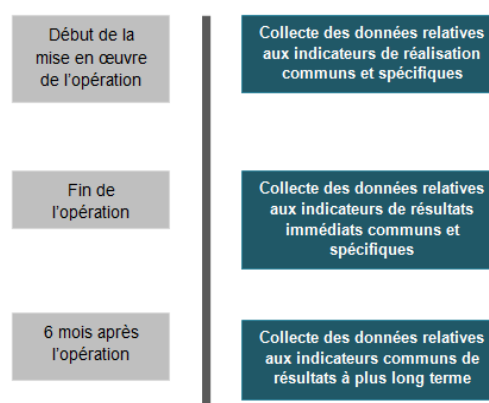 Début de la
mise en œuvre
de l'opération
Collecte des données relatives
aux indicateurs de réalisation
communs et spécifiques
Fin de
l'opération
Collecte des données relatives
aux indicateurs de résultats
immédiats communs et
spécifiques
6 mois après
l'opération
Collecte des données relatives
aux indicateurs communs de
résultats à plus long terme